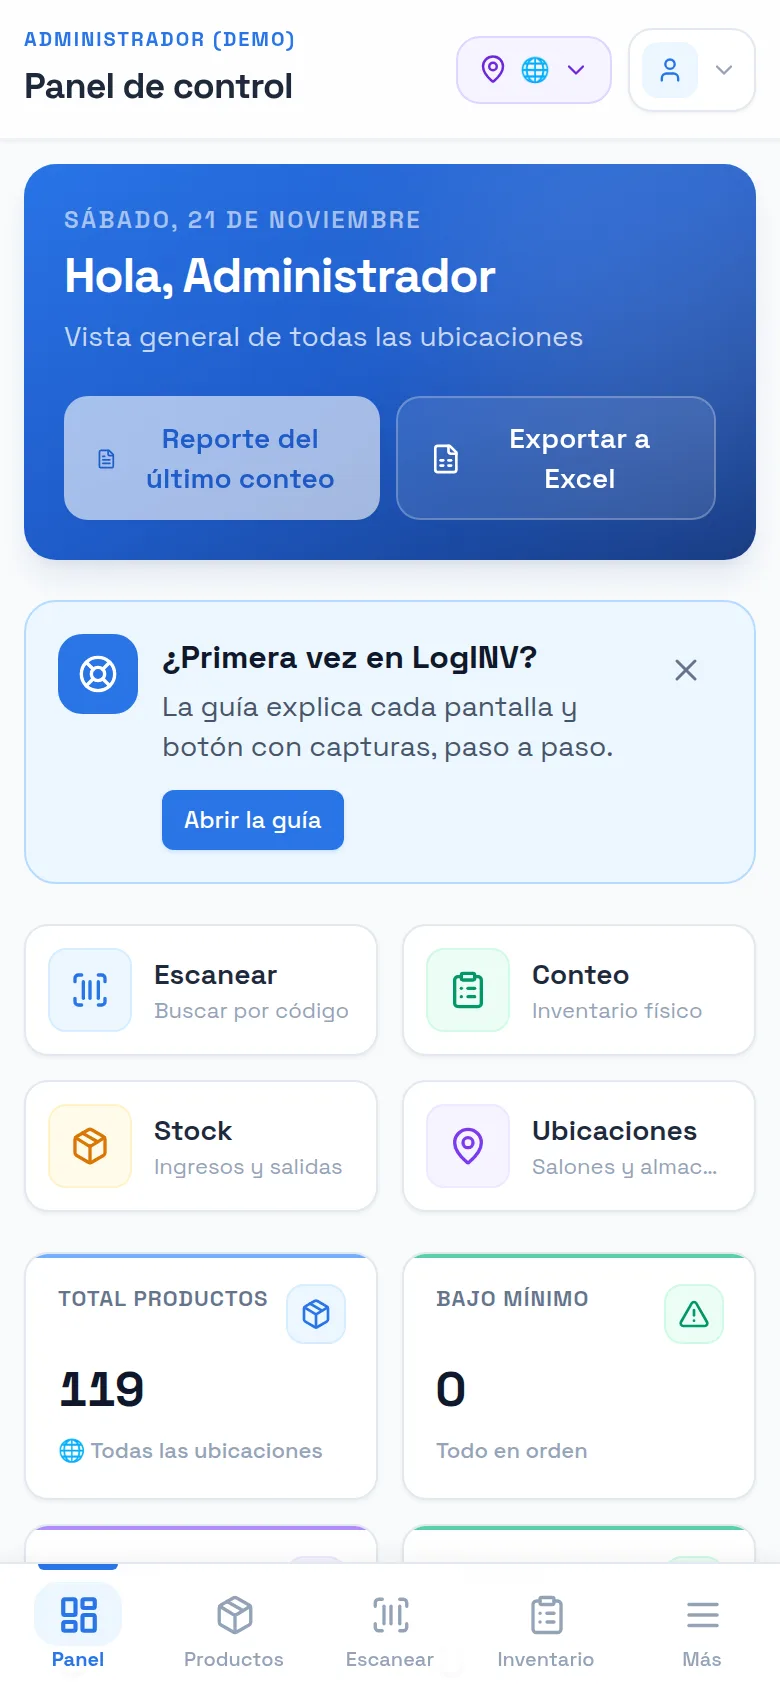 ADMINISTRADOR (DEMO)
Panel de control
SÁBADO, 21 DE NOVIEMBRE
Hola, Administrador
Vista general de todas las ubicaciones
Reporte del
último conteo
Exportar a
Excel
¿Primera vez en LogINV?
La guía explica cada pantalla y
botón con capturas, paso a paso.
Abrir la guía
Escanear
Buscar por código
Conteo
Inventario físico
Stock
Ingresos y salidas
Ubicaciones
Salones y almac...
TOTAL PRODUCTOS
119
Todas las ubicaciones
BAJO MÍNIMO
0
Todo en orden
Panel
Productos
Escanear
Inventario
Más